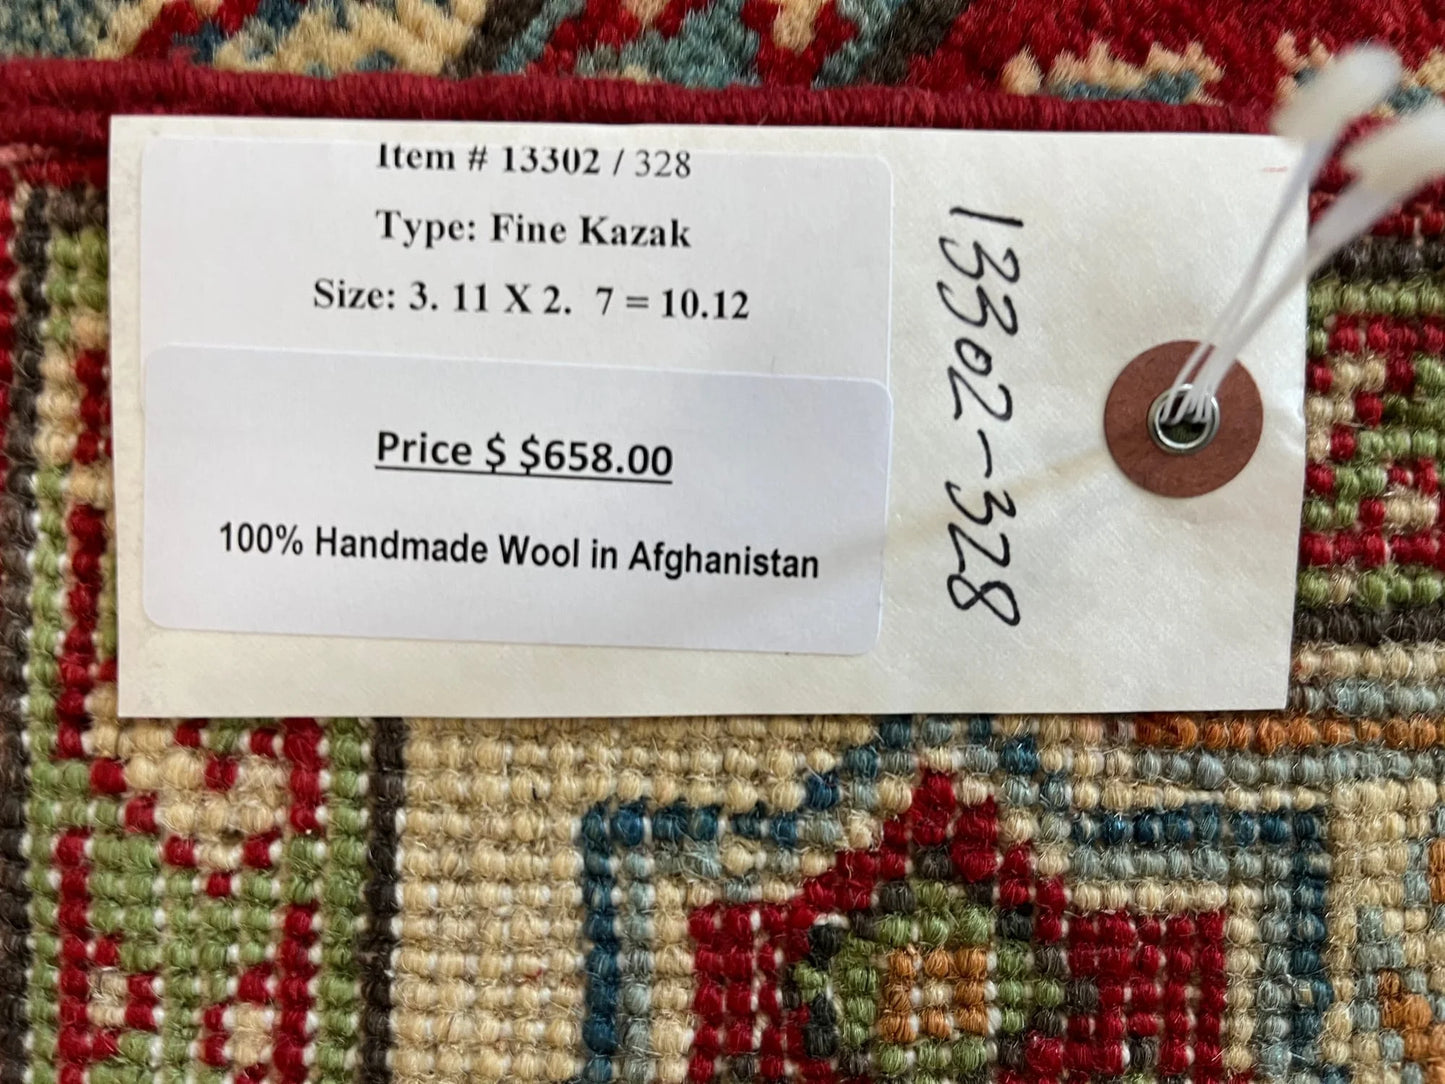 Item # 13302 / 328
Type: Fine Kazak
Size: 3. 11 X 2.  7 = 10.12
Price $ $658.00
100% Handmade Wool in Afghanistan
13302-328